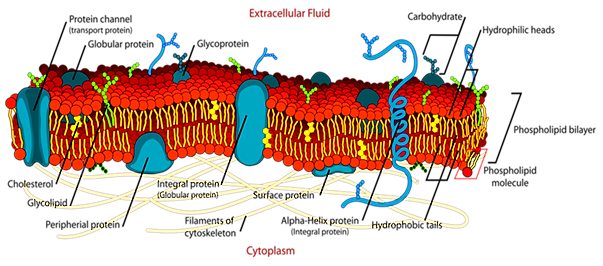 Extracellular Fluid
Protein channel
(transport protein)
Globular protein
Glycoprotein
Carbohydrate
Hydrophilic heads
Phospholipid bilayer
Phospholipid
molecule
Cholesterol
Glycolipid
Peripherial protein
Integral protein
(Globular protein)
Filaments of
cytoskeleton
Surface protein
Alpha-Helix protein
(Integral protein)
Hydrophobic tails
Cytoplasm